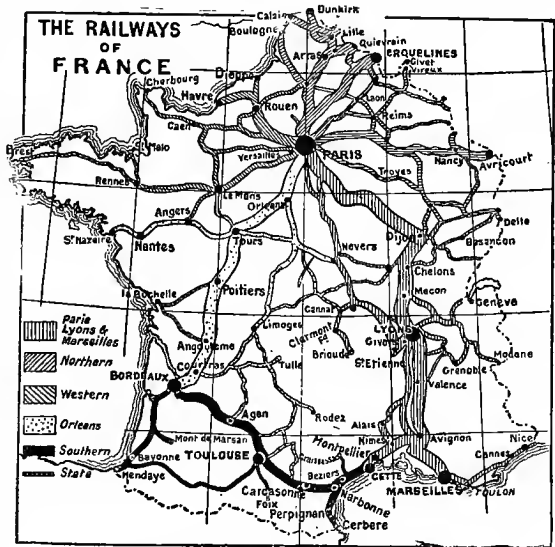 THE RAILWAYS
OF
FRANCE
Dunkirk
Calais
Boulogne
Lille
Quievrain
ERQUELINES
Arras
Givet
Vireux
Dieppe
Cherbourg
Havre
Rouen
Laon
Reims
Caen
PARIS
Versailles
Brest
Malo
Nancy
Avricourt
Troyes
Rennes
Le Mans
Orleans
Angers
Delle
St Nazaire
Nantes
Tours
Nevers
Dijon
Besancon
Chelons
Poitiers
Macon
la Rochelle
Gannat
Geneva
Paris
Lyons &
Marseilles
Limoges
Clermont Fd
LYONS
Givors
Modane
Northern
Angouleme
Brioude
St Etienne
Grenoble
Coutras
Tulle
Western
BORDEAUX
Valence
Orleans
Agen
Rodez
Alais
Southern
Mont de Marsan
Montpellier
Nimes
Avignon
Nice
State
Bayonne
TOULOUSE
Beziers
Cannes
Hendaye
CETTE
MARSEILLES
TOULON
Carcasonne
Narbonne
Foix
Perpignan
Cerbere